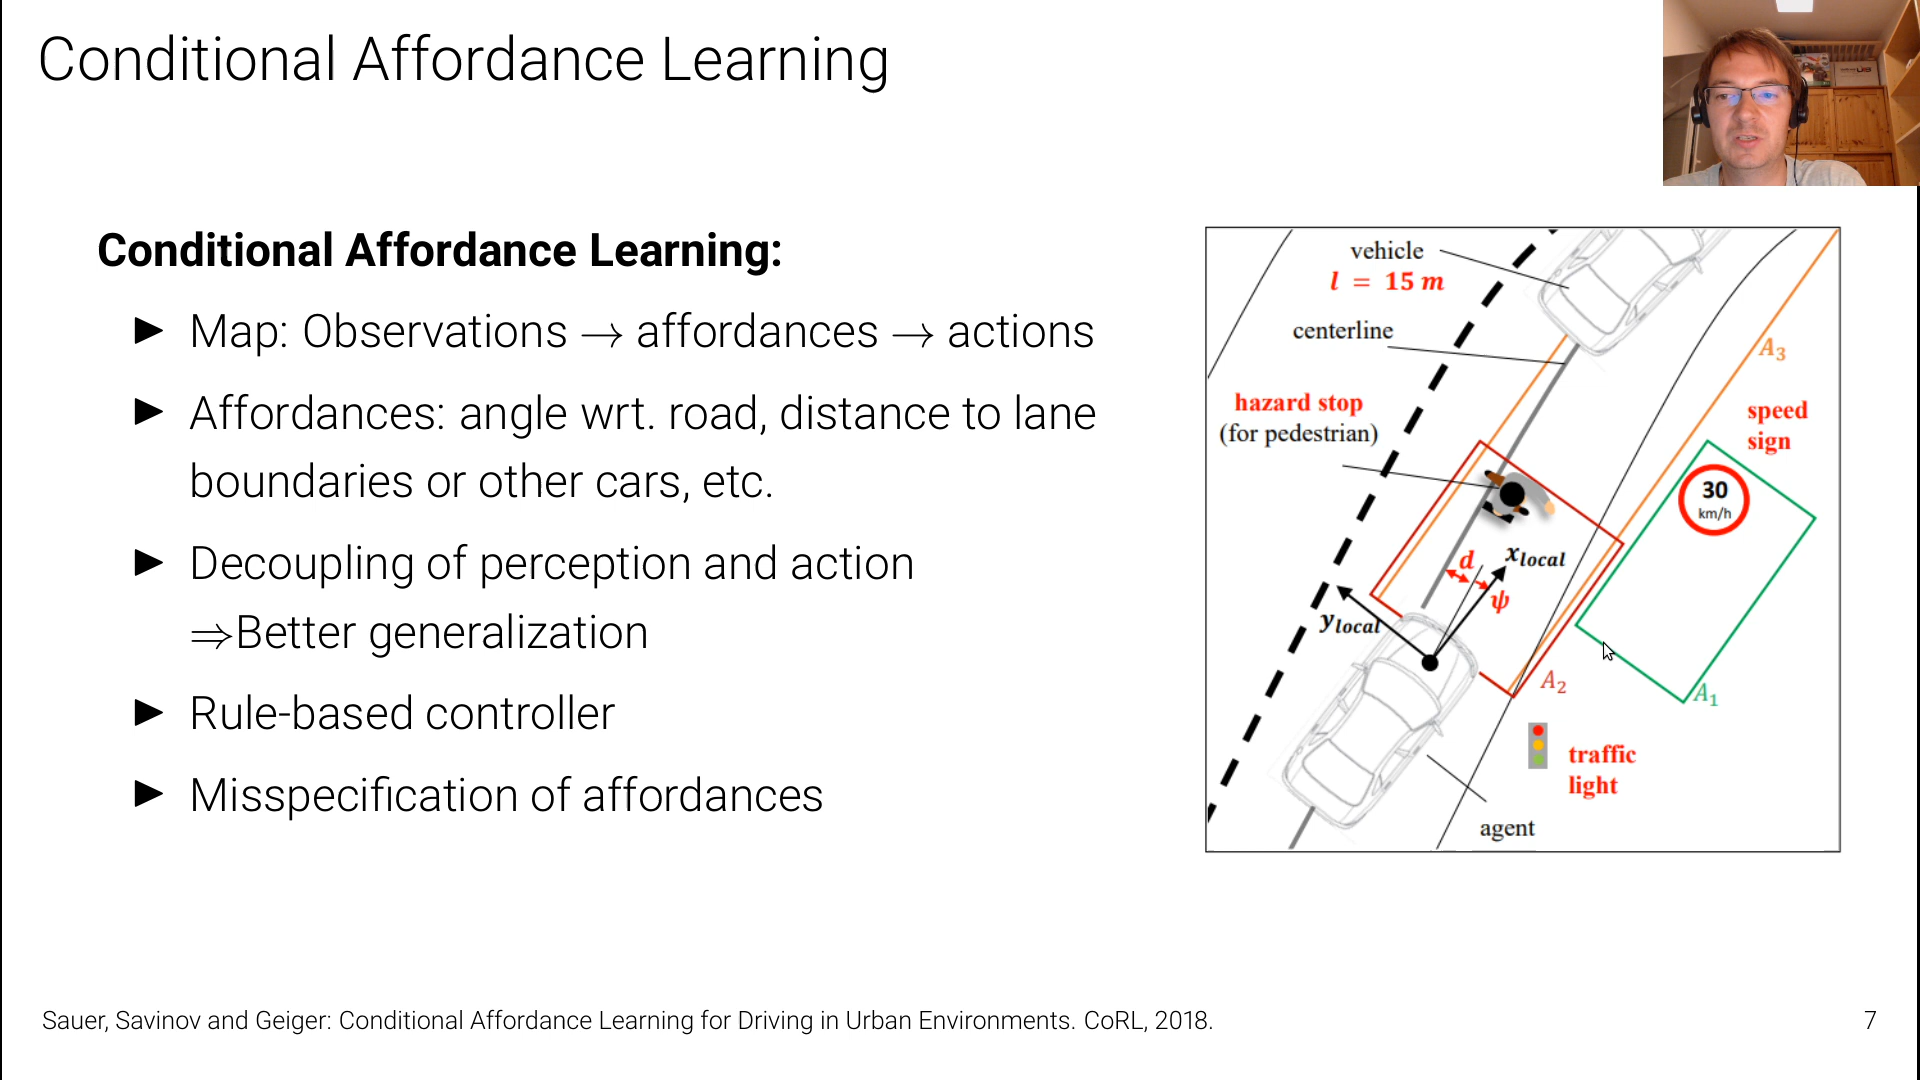 Conditional Affordance Learning
Conditional Affordance Learning:
▶ Map: Observations → affordances → actions
▶ Affordances: angle wrt. road, distance to lane
boundaries or other cars, etc.
▶ Decoupling of perception and action
⇒Better generalization
▶ Rule-based controller
▶ Misspecification of affordances
vehicle
l = 15 m
centerline
hazard stop
(for pedestrian)
A3
speed
sign
30
km/h
d
xlocal
ψ
ylocal
A2
A1
traffic
light
agent
Sauer, Savinov and Geiger: Conditional Affordance Learning for Driving in Urban Environments. CoRL, 2018.
7